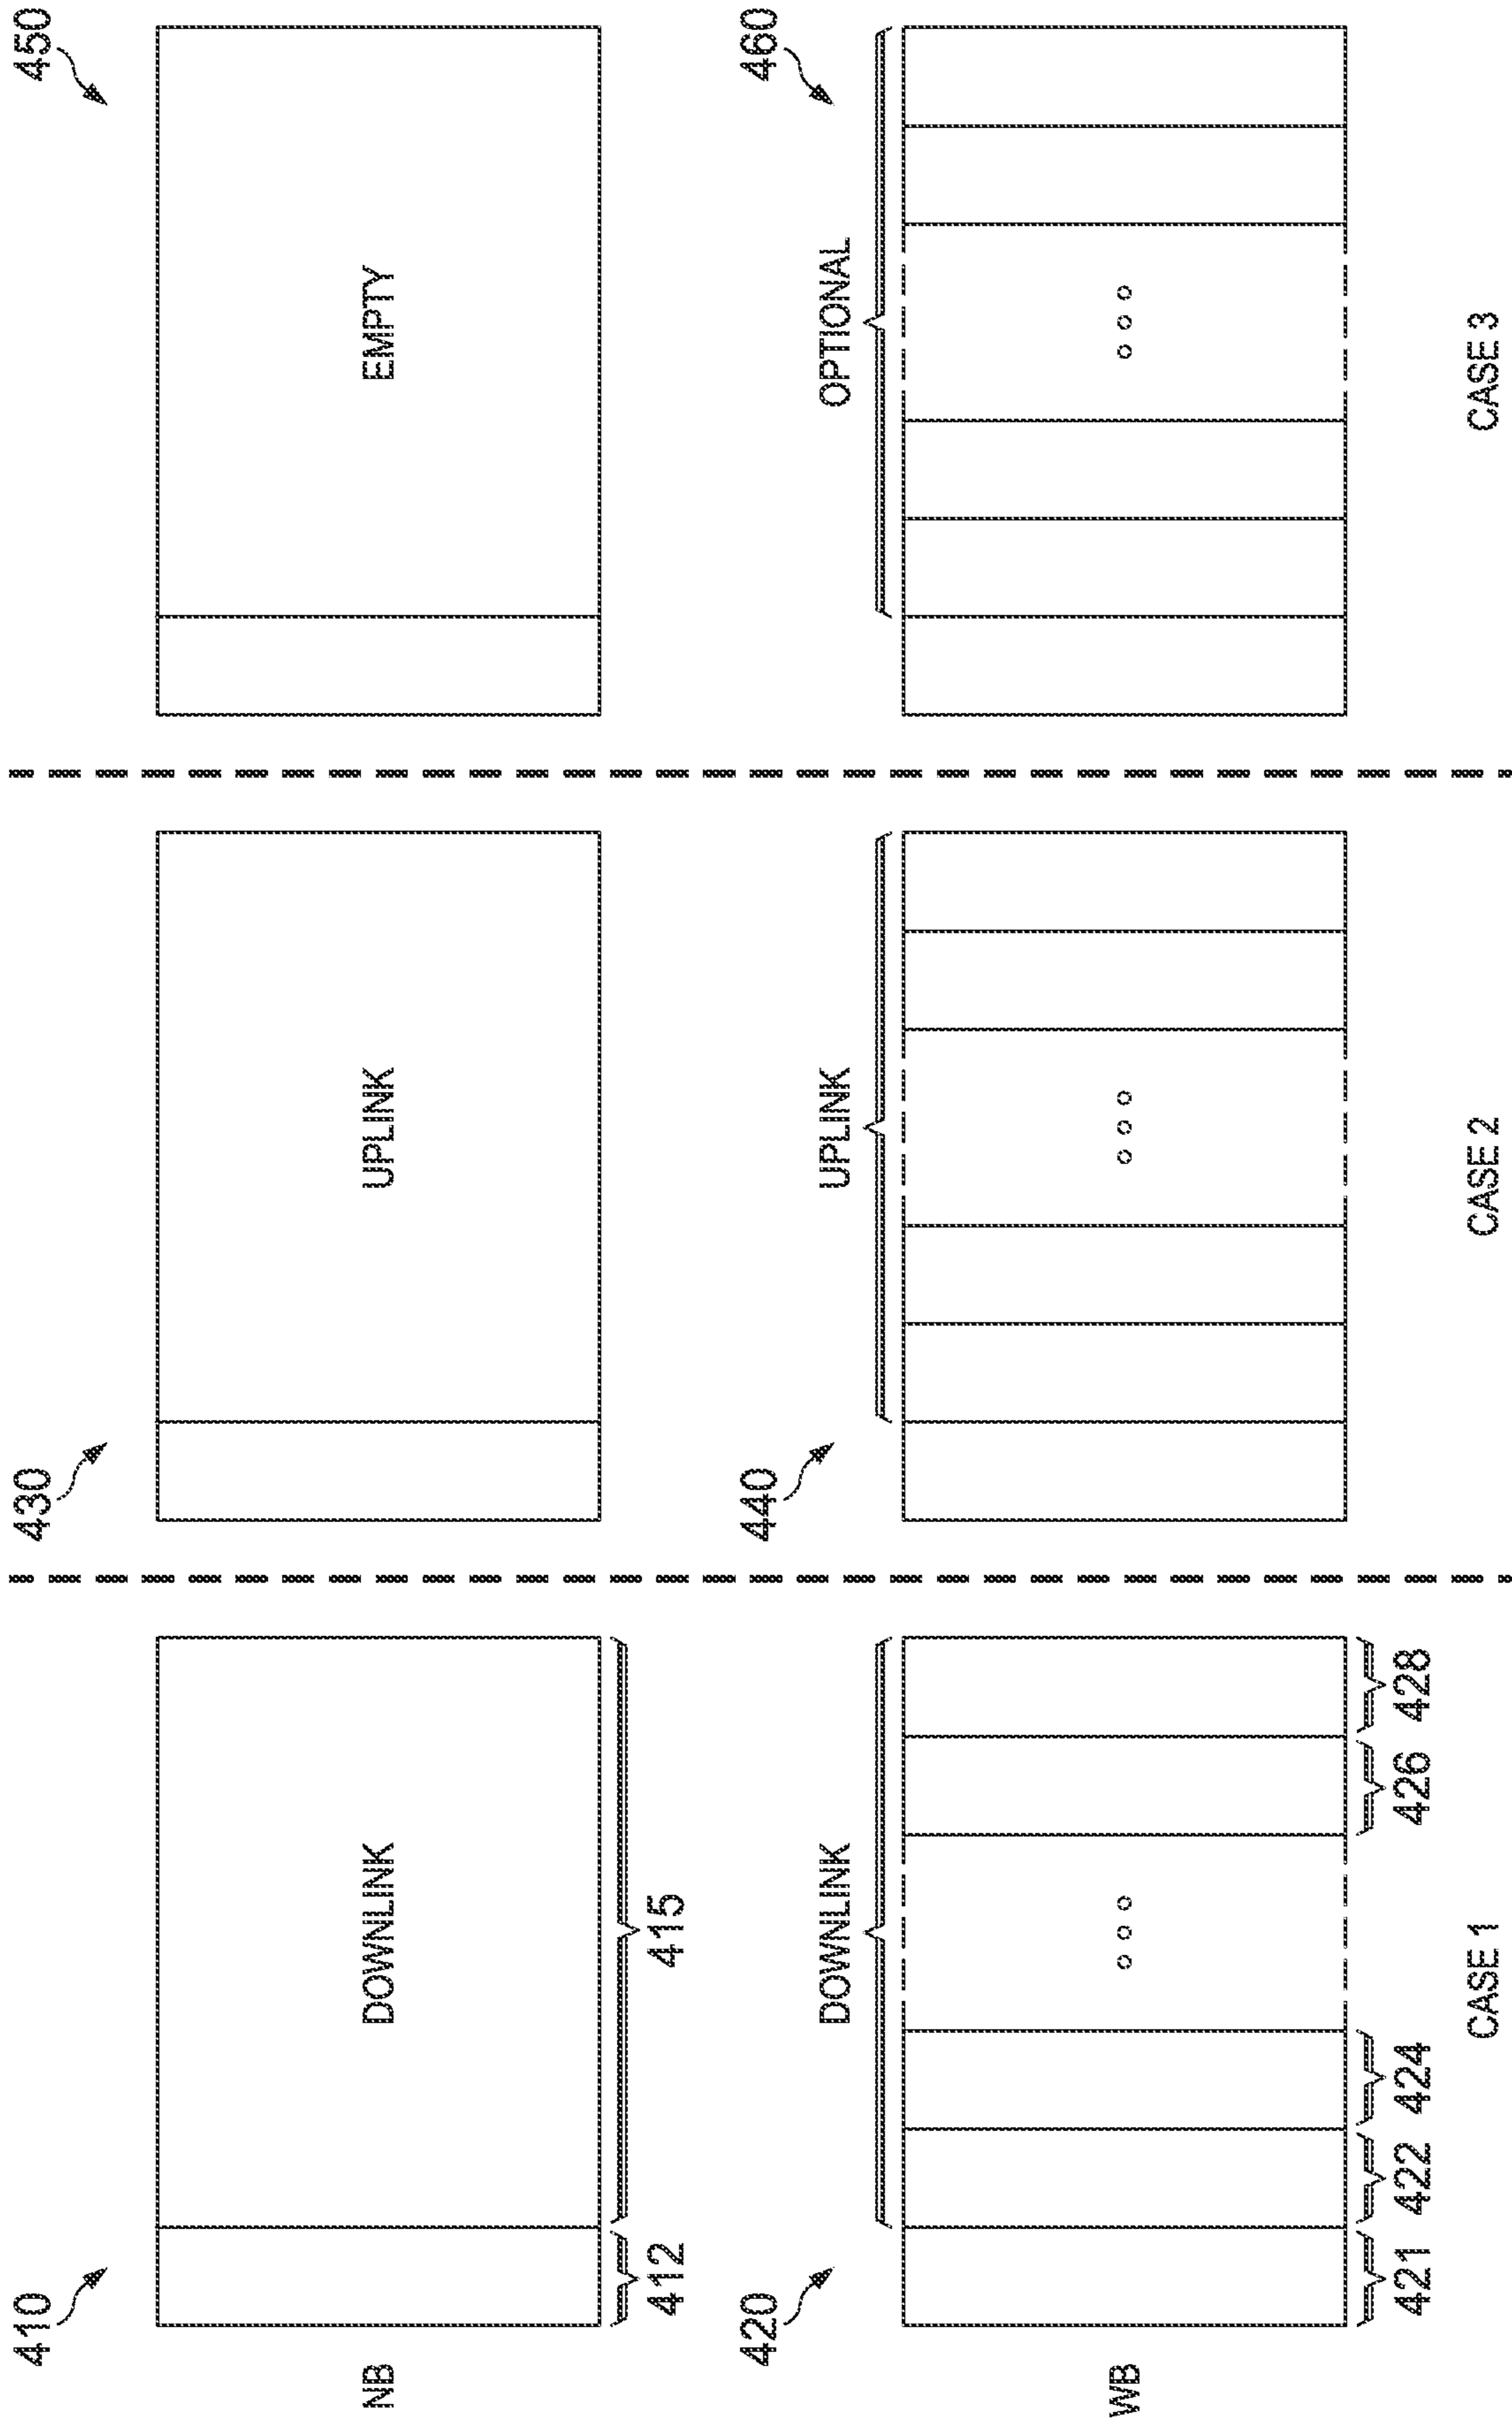 410
430
450
NB
DOWNLINK
UPLINK
EMPTY
412
415
420
440
460
DOWNLINK
UPLINK
OPTIONAL
WB
421
422
424
426
428
CASE 1
CASE 2
CASE 3